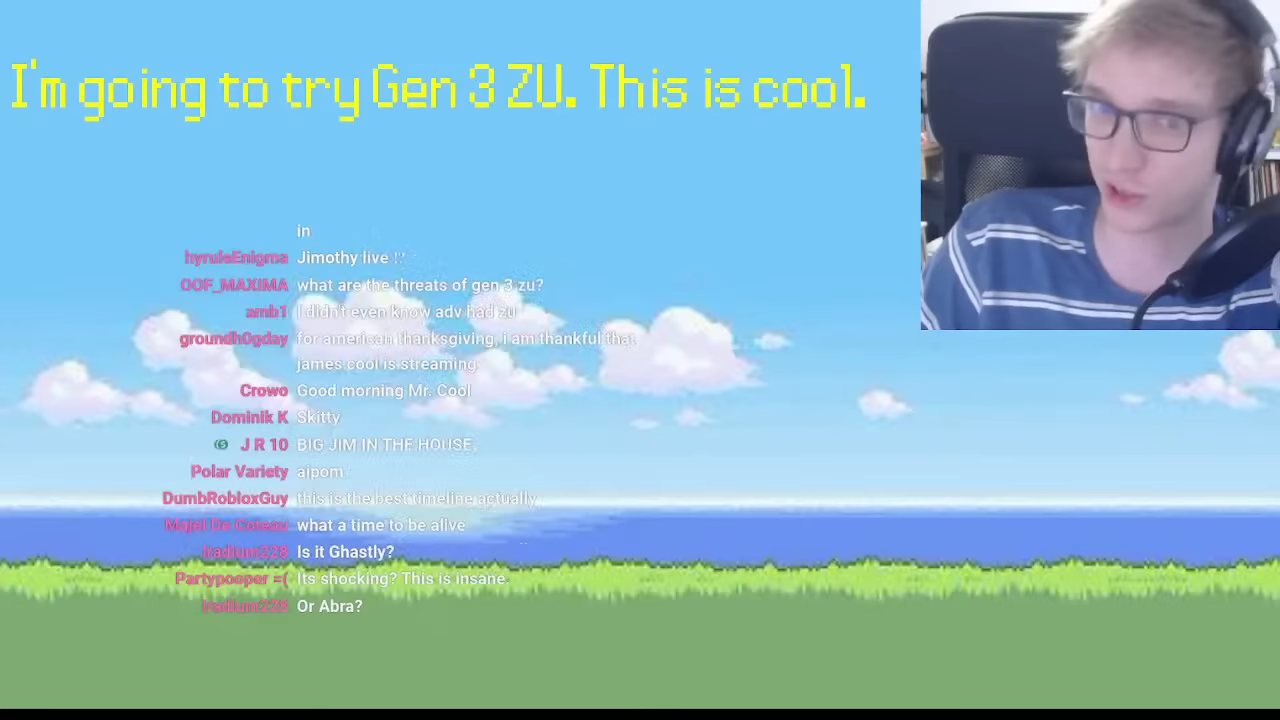 I'm going to try Gen 3 ZU. This is cool.
in
hyruleEnigma Jimothy live !!
OOF_MAXIMA what are the threats of gen 3 zu?
amb1 I didn't even know adv had zu
groundh0gday for american thanksgiving, i am thankful that
james cool is streaming
Crowo Good morning Mr. Cool
Dominik K Skitty
J R 10 BIG JIM IN THE HOUSE.
Polar Variety aipom
DumbRobloxGuy this is the best timeline actually
Majel De Coteau what a time to be alive
Iradium228 Is it Ghastly?
Partypooper =( Its shocking? This is insane.
Iradium228 Or Abra?